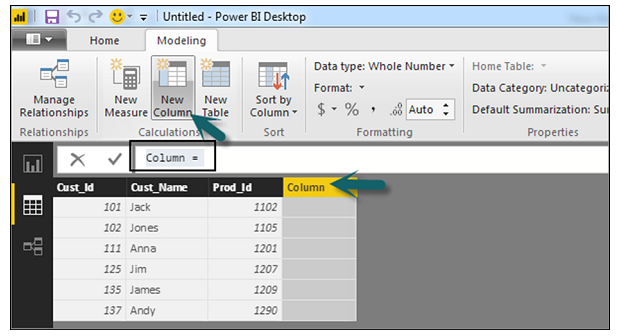 Untitled - Power BI Desktop
Home Modeling
Manage Relationships
New Measure
New Column
New Table
Sort by Column
Data type: Whole Number
Format:
$ % , .00 Auto
Home Table:
Data Category: Uncategoriz
Default Summarization: Sur
Relationships Calculations Sort Formatting Properties
Column =
Cust_Id Cust_Name Prod_Id Column
101 Jack 1102
102 Jones 1105
111 Anna 1201
125 Jim 1207
135 James 1209
137 Andy 1290